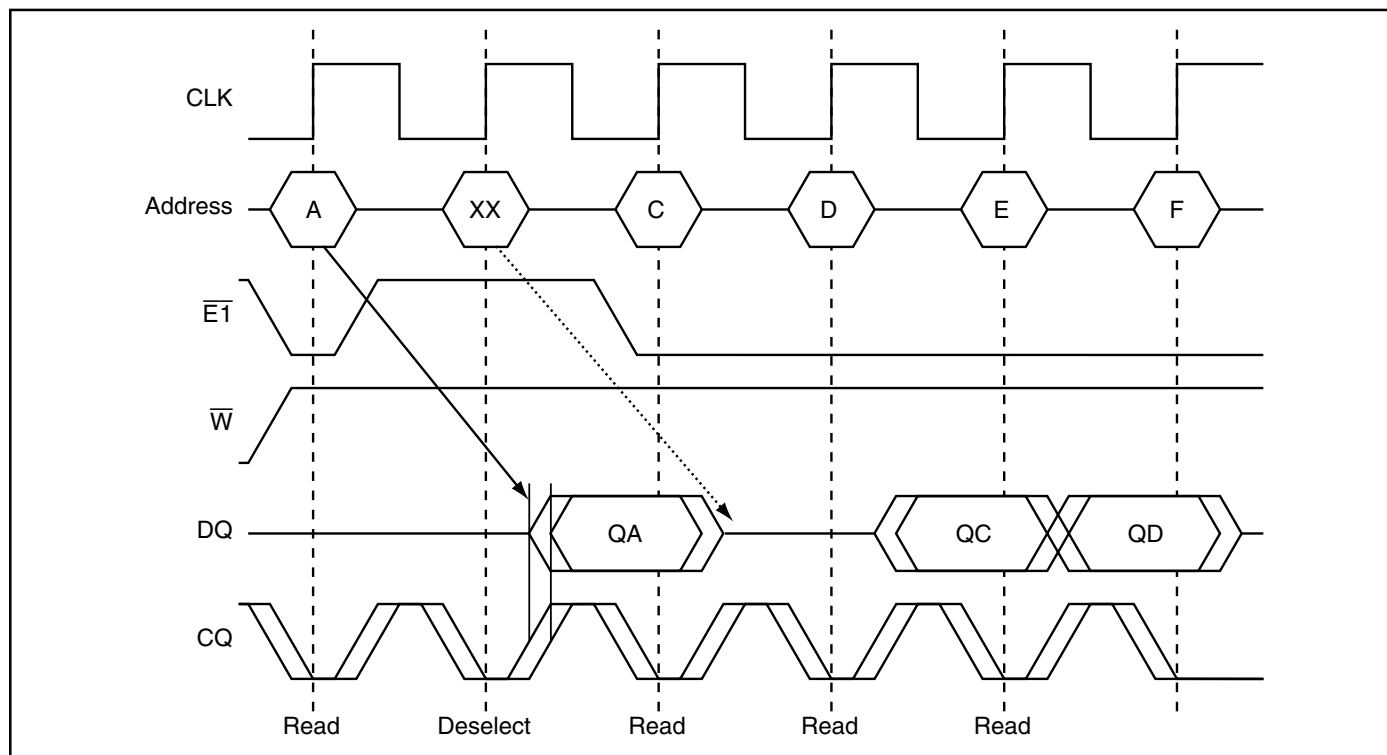 CLK
Address
A
XX
C
D
E
F
E1
W
DQ
QA
QC
QD
CQ
Read
Deselect
Read
Read
Read